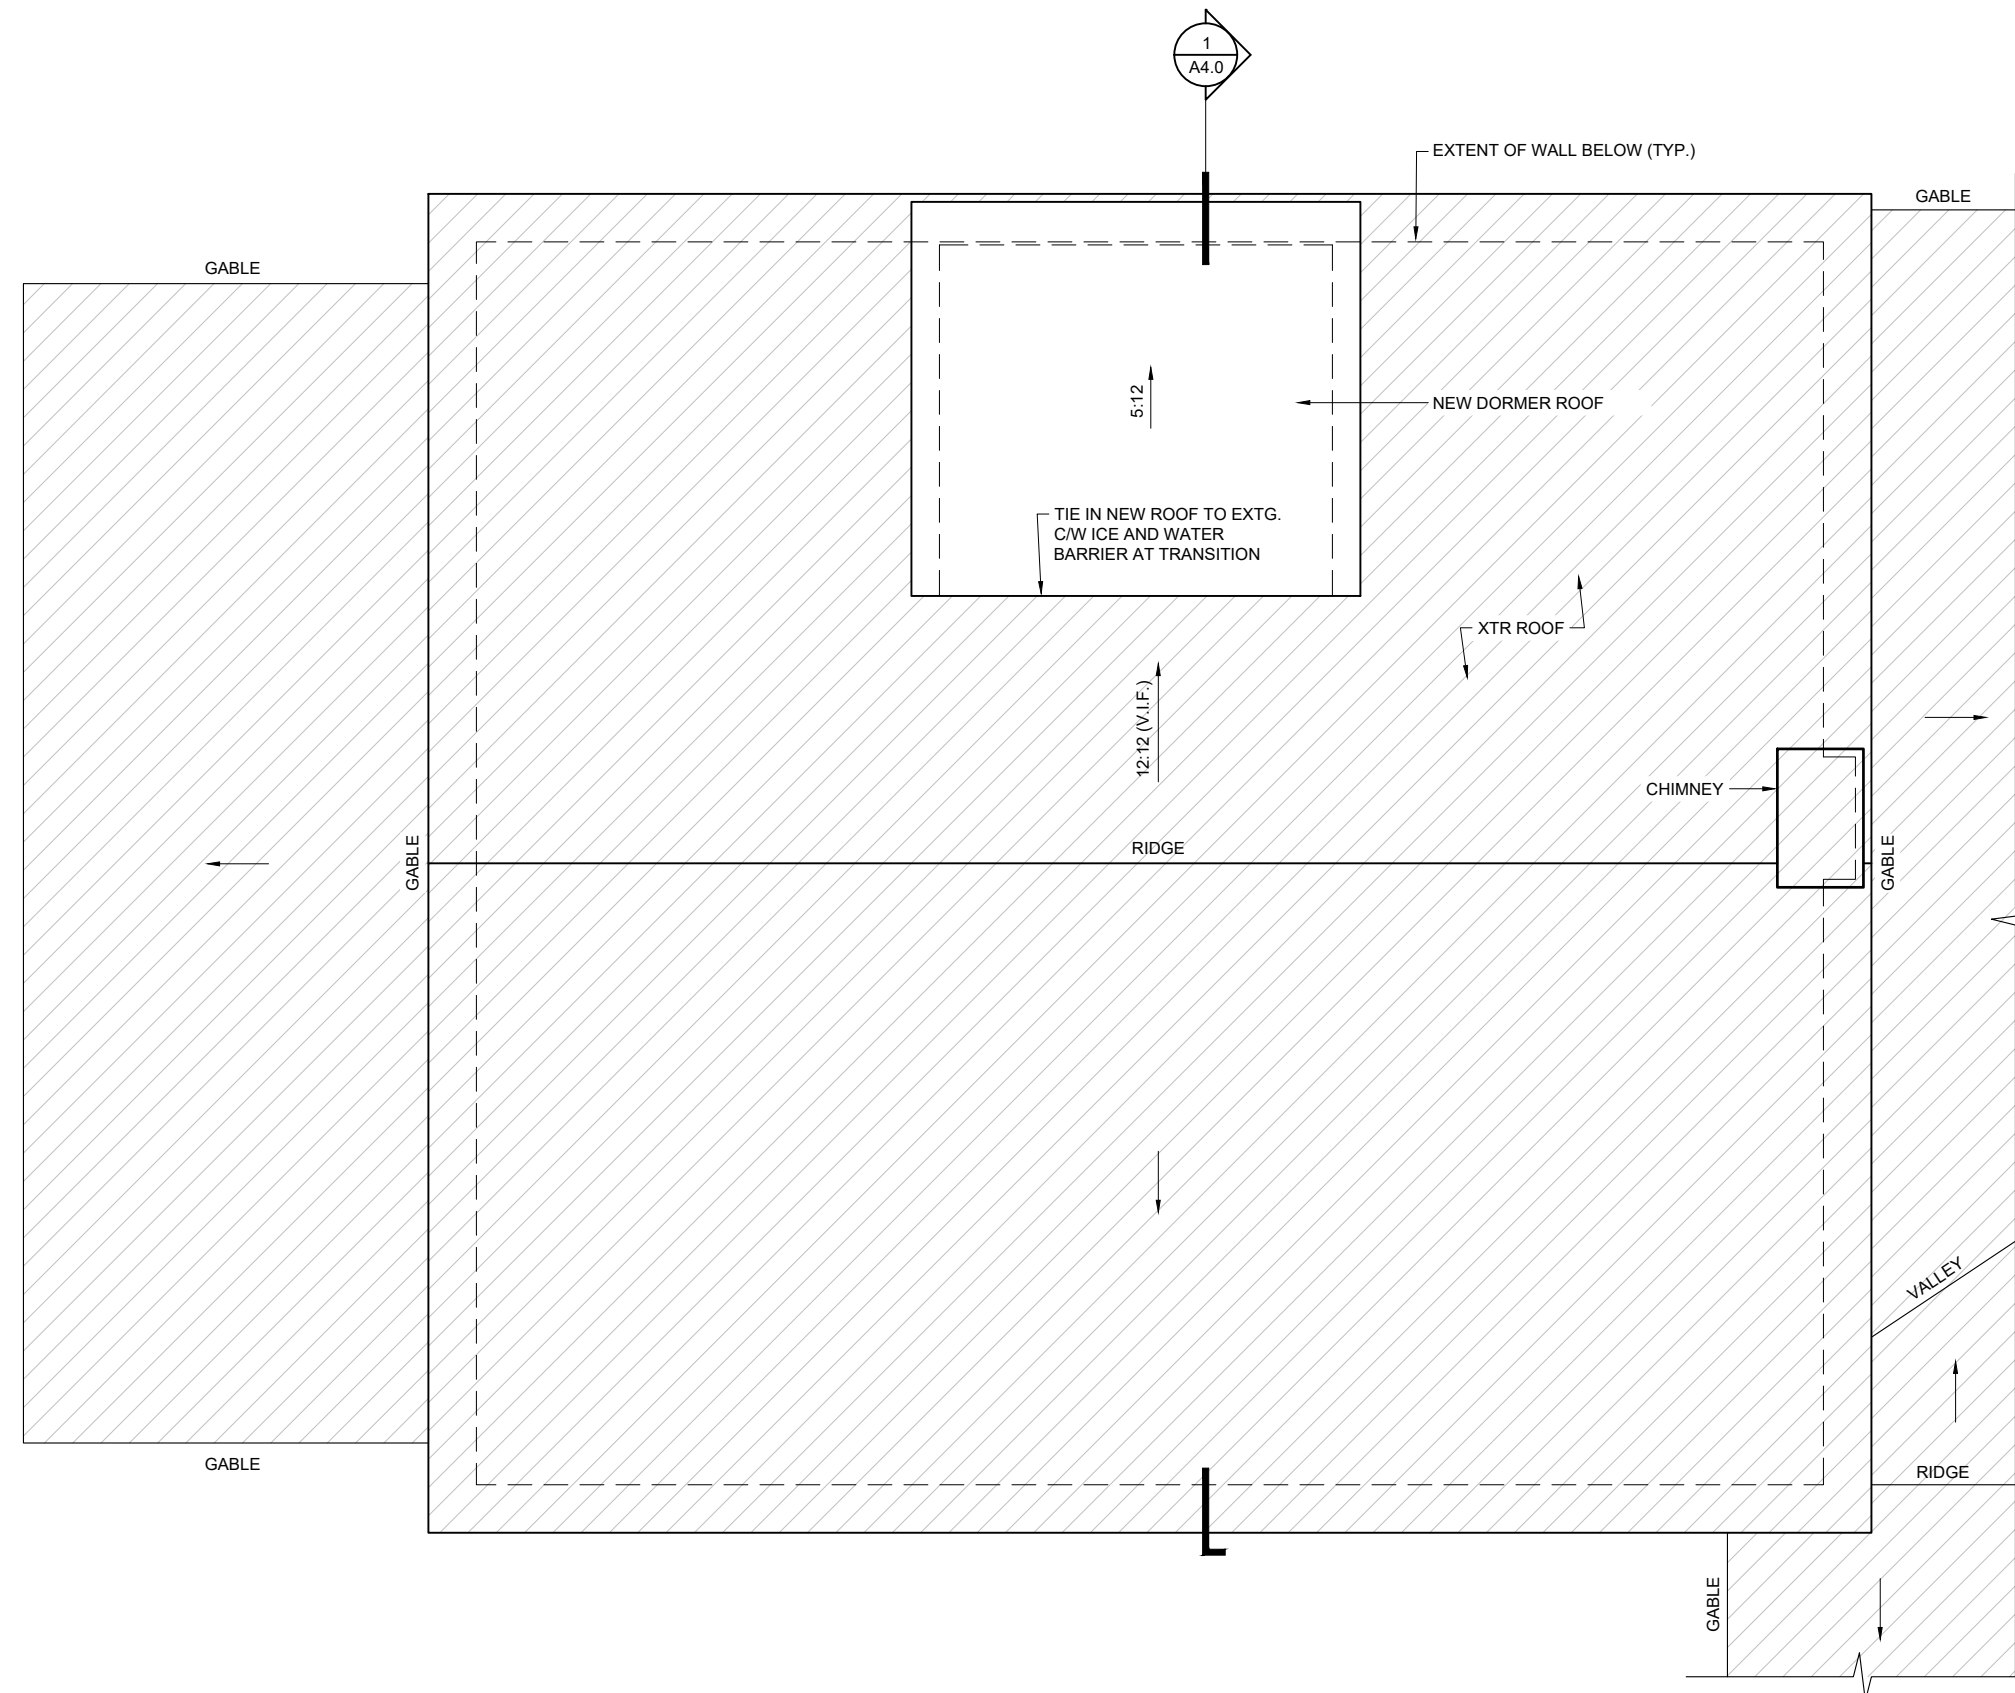 1
A4.0
EXTENT OF WALL BELOW (TYP.)
GABLE
GABLE
5:12
NEW DORMER ROOF
TIE IN NEW ROOF TO EXTG.
C/W ICE AND WATER
BARRIER AT TRANSITION
XTR ROOF
12:12 (V.I.F.)
CHIMNEY
GABLE
RIDGE
GABLE
VALLEY
GABLE
RIDGE
GABLE